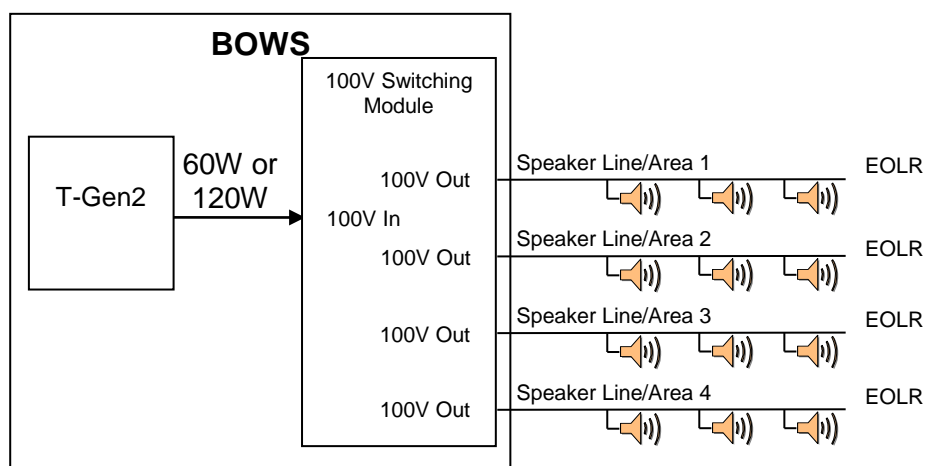 BOWS
100V Switching
Module
T-Gen2
60W or
120W
100V In
100V Out
Speaker Line/Area 1
EOLR
100V Out
Speaker Line/Area 2
EOLR
100V Out
Speaker Line/Area 3
EOLR
100V Out
Speaker Line/Area 4
EOLR